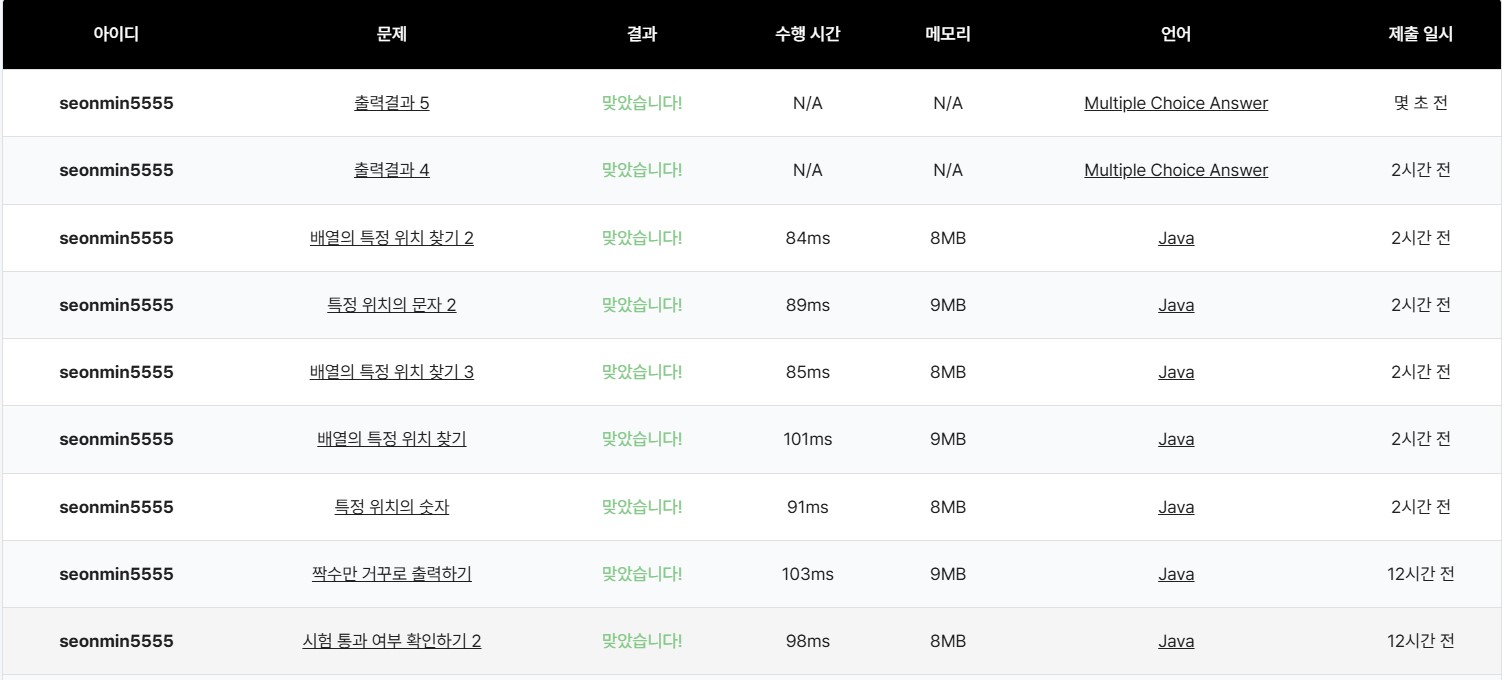 아이디 문제 결과 수행 시간 메모리 언어 제출 일시
seonmin5555 출력결과 5 맞았습니다! N/A N/A Multiple Choice Answer 몇 초 전
seonmin5555 출력결과 4 맞았습니다! N/A N/A Multiple Choice Answer 2시간 전
seonmin5555 배열의 특정 위치 찾기 2 맞았습니다! 84ms 8MB Java 2시간 전
seonmin5555 특정 위치의 문자 2 맞았습니다! 89ms 9MB Java 2시간 전
seonmin5555 배열의 특정 위치 찾기 3 맞았습니다! 85ms 8MB Java 2시간 전
seonmin5555 배열의 특정 위치 찾기 맞았습니다! 101ms 9MB Java 2시간 전
seonmin5555 특정 위치의 숫자 맞았습니다! 91ms 8MB Java 2시간 전
seonmin5555 짝수만 거꾸로 출력하기 맞았습니다! 103ms 9MB Java 12시간 전
seonmin5555 시험 통과 여부 확인하기 2 맞았습니다! 98ms 8MB Java 12시간 전